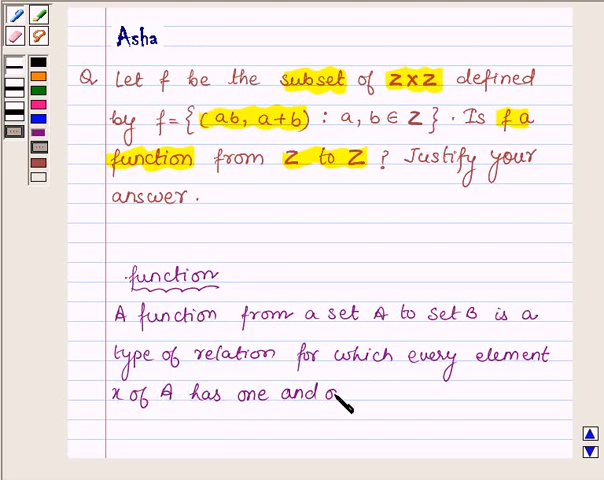 Asha
Q Let f be the subset of Z×Z defined
by f={(ab, a+b) : a, b ∈ Z}. Is f a
function from Z to Z ? Justify your
answer.
function
A function from a set A to set B is a
type of relation for which every element
x of A has one and o